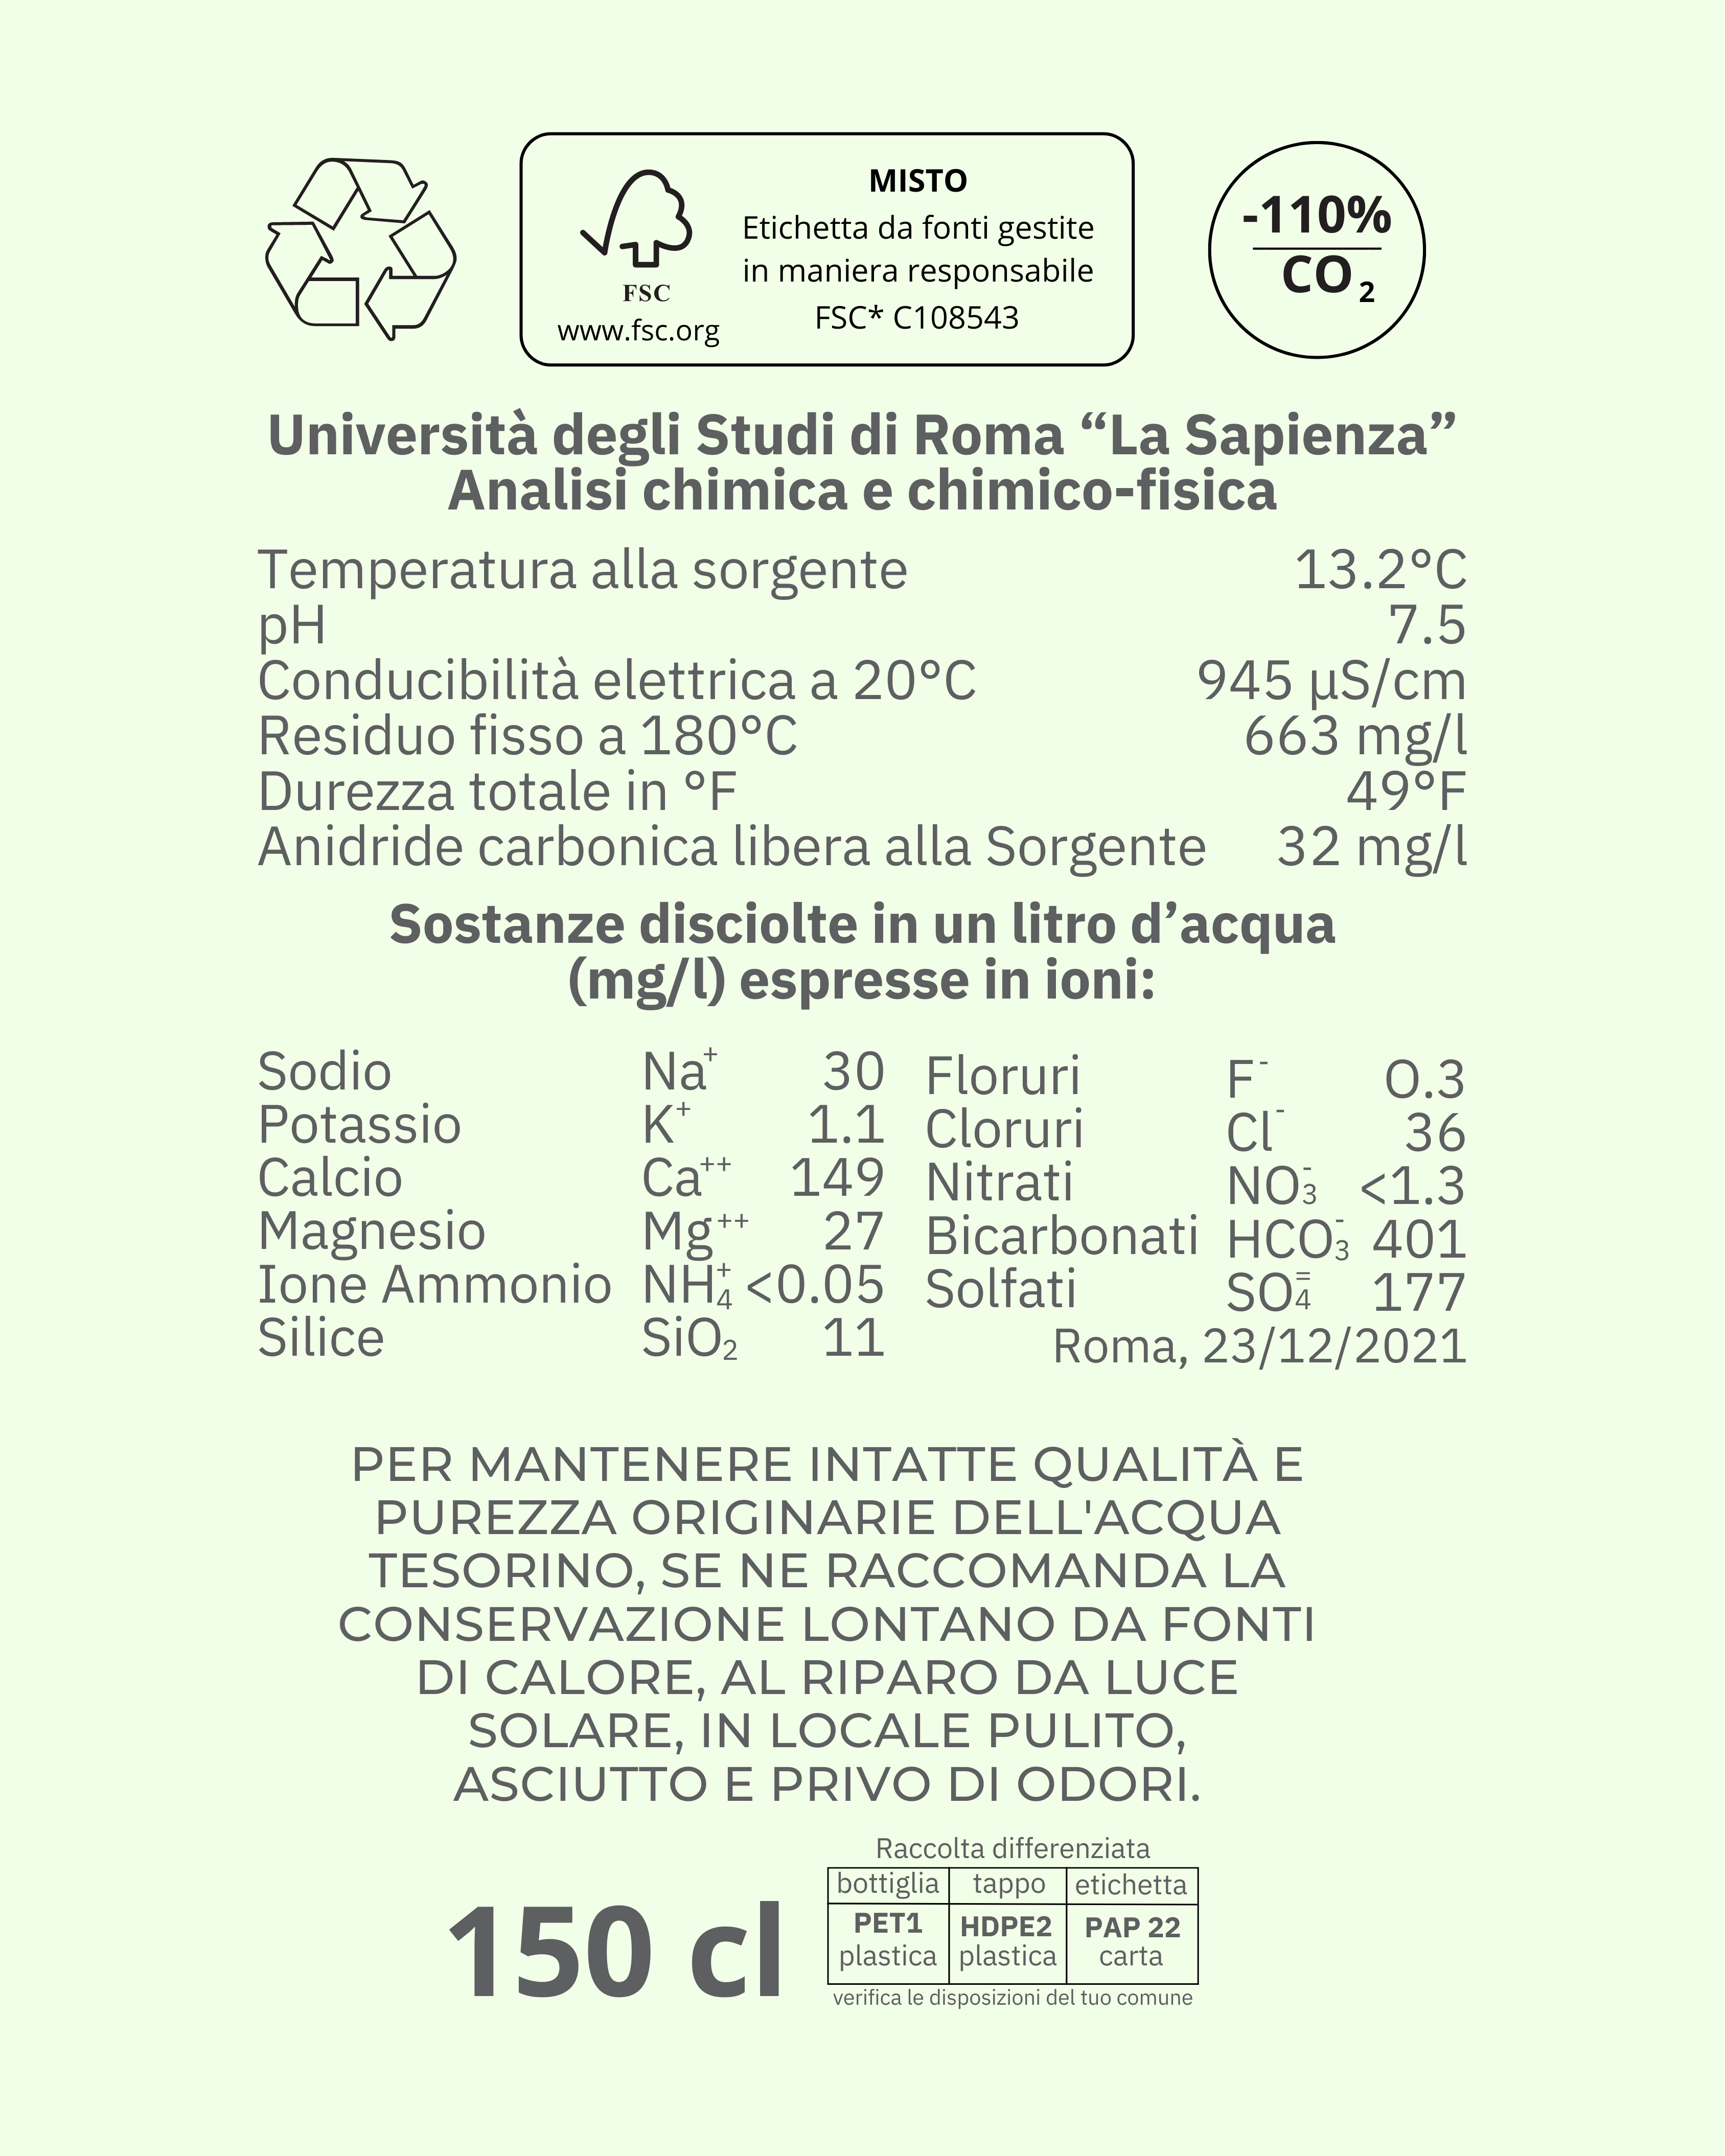 MISTO
Etichetta da fonti gestite
in maniera responsabile
FSC* C108543
FSC
www.fsc.org
-110%
CO₂
Università degli Studi di Roma “La Sapienza”
Analisi chimica e chimico-fisica
Temperatura alla sorgente 13.2°C
pH 7.5
Conducibilità elettrica a 20°C 945 µS/cm
Residuo fisso a 180°C 663 mg/l
Durezza totale in °F 49°F
Anidride carbonica libera alla Sorgente 32 mg/l
Sostanze disciolte in un litro d’acqua
(mg/l) espresse in ioni:
Sodio Na⁺ 30
Potassio K⁺ 1.1
Calcio Ca⁺⁺ 149
Magnesio Mg⁺⁺ 27
Ione Ammonio NH₄⁺ <0.05
Silice SiO₂ 11
Floruri F⁻ O.3
Cloruri Cl⁻ 36
Nitrati NO₃⁻ <1.3
Bicarbonati HCO₃⁻ 401
Solfati SO₄⁼ 177
Roma, 23/12/2021
PER MANTENERE INTATTE QUALITÀ E
PUREZZA ORIGINARIE DELL'ACQUA
TESORINO, SE NE RACCOMANDA LA
CONSERVAZIONE LONTANO DA FONTI
DI CALORE, AL RIPARO DA LUCE
SOLARE, IN LOCALE PULITO,
ASCIUTTO E PRIVO DI ODORI.
150 cl
Raccolta differenziata
bottiglia tappo etichetta
PET1 HDPE2 PAP 22
plastica plastica carta
verifica le disposizioni del tuo comune